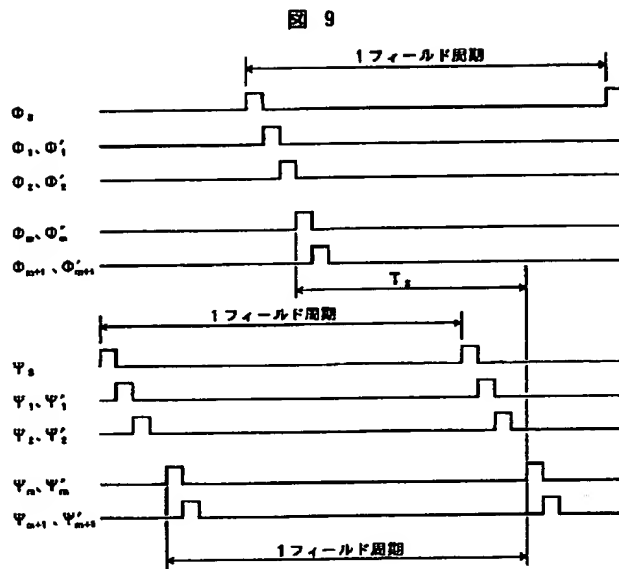 図 9
1フィールド周期
Φs
Φ1、Φ'1
Φ2、Φ'2
Φm、Φ'm
Φm+1、Φ'm+1
Ts
1フィールド周期
Ψs
Ψ1、Ψ'1
Ψ2、Ψ'2
Ψm、Ψ'm
Ψm+1、Ψ'm+1
1フィールド周期